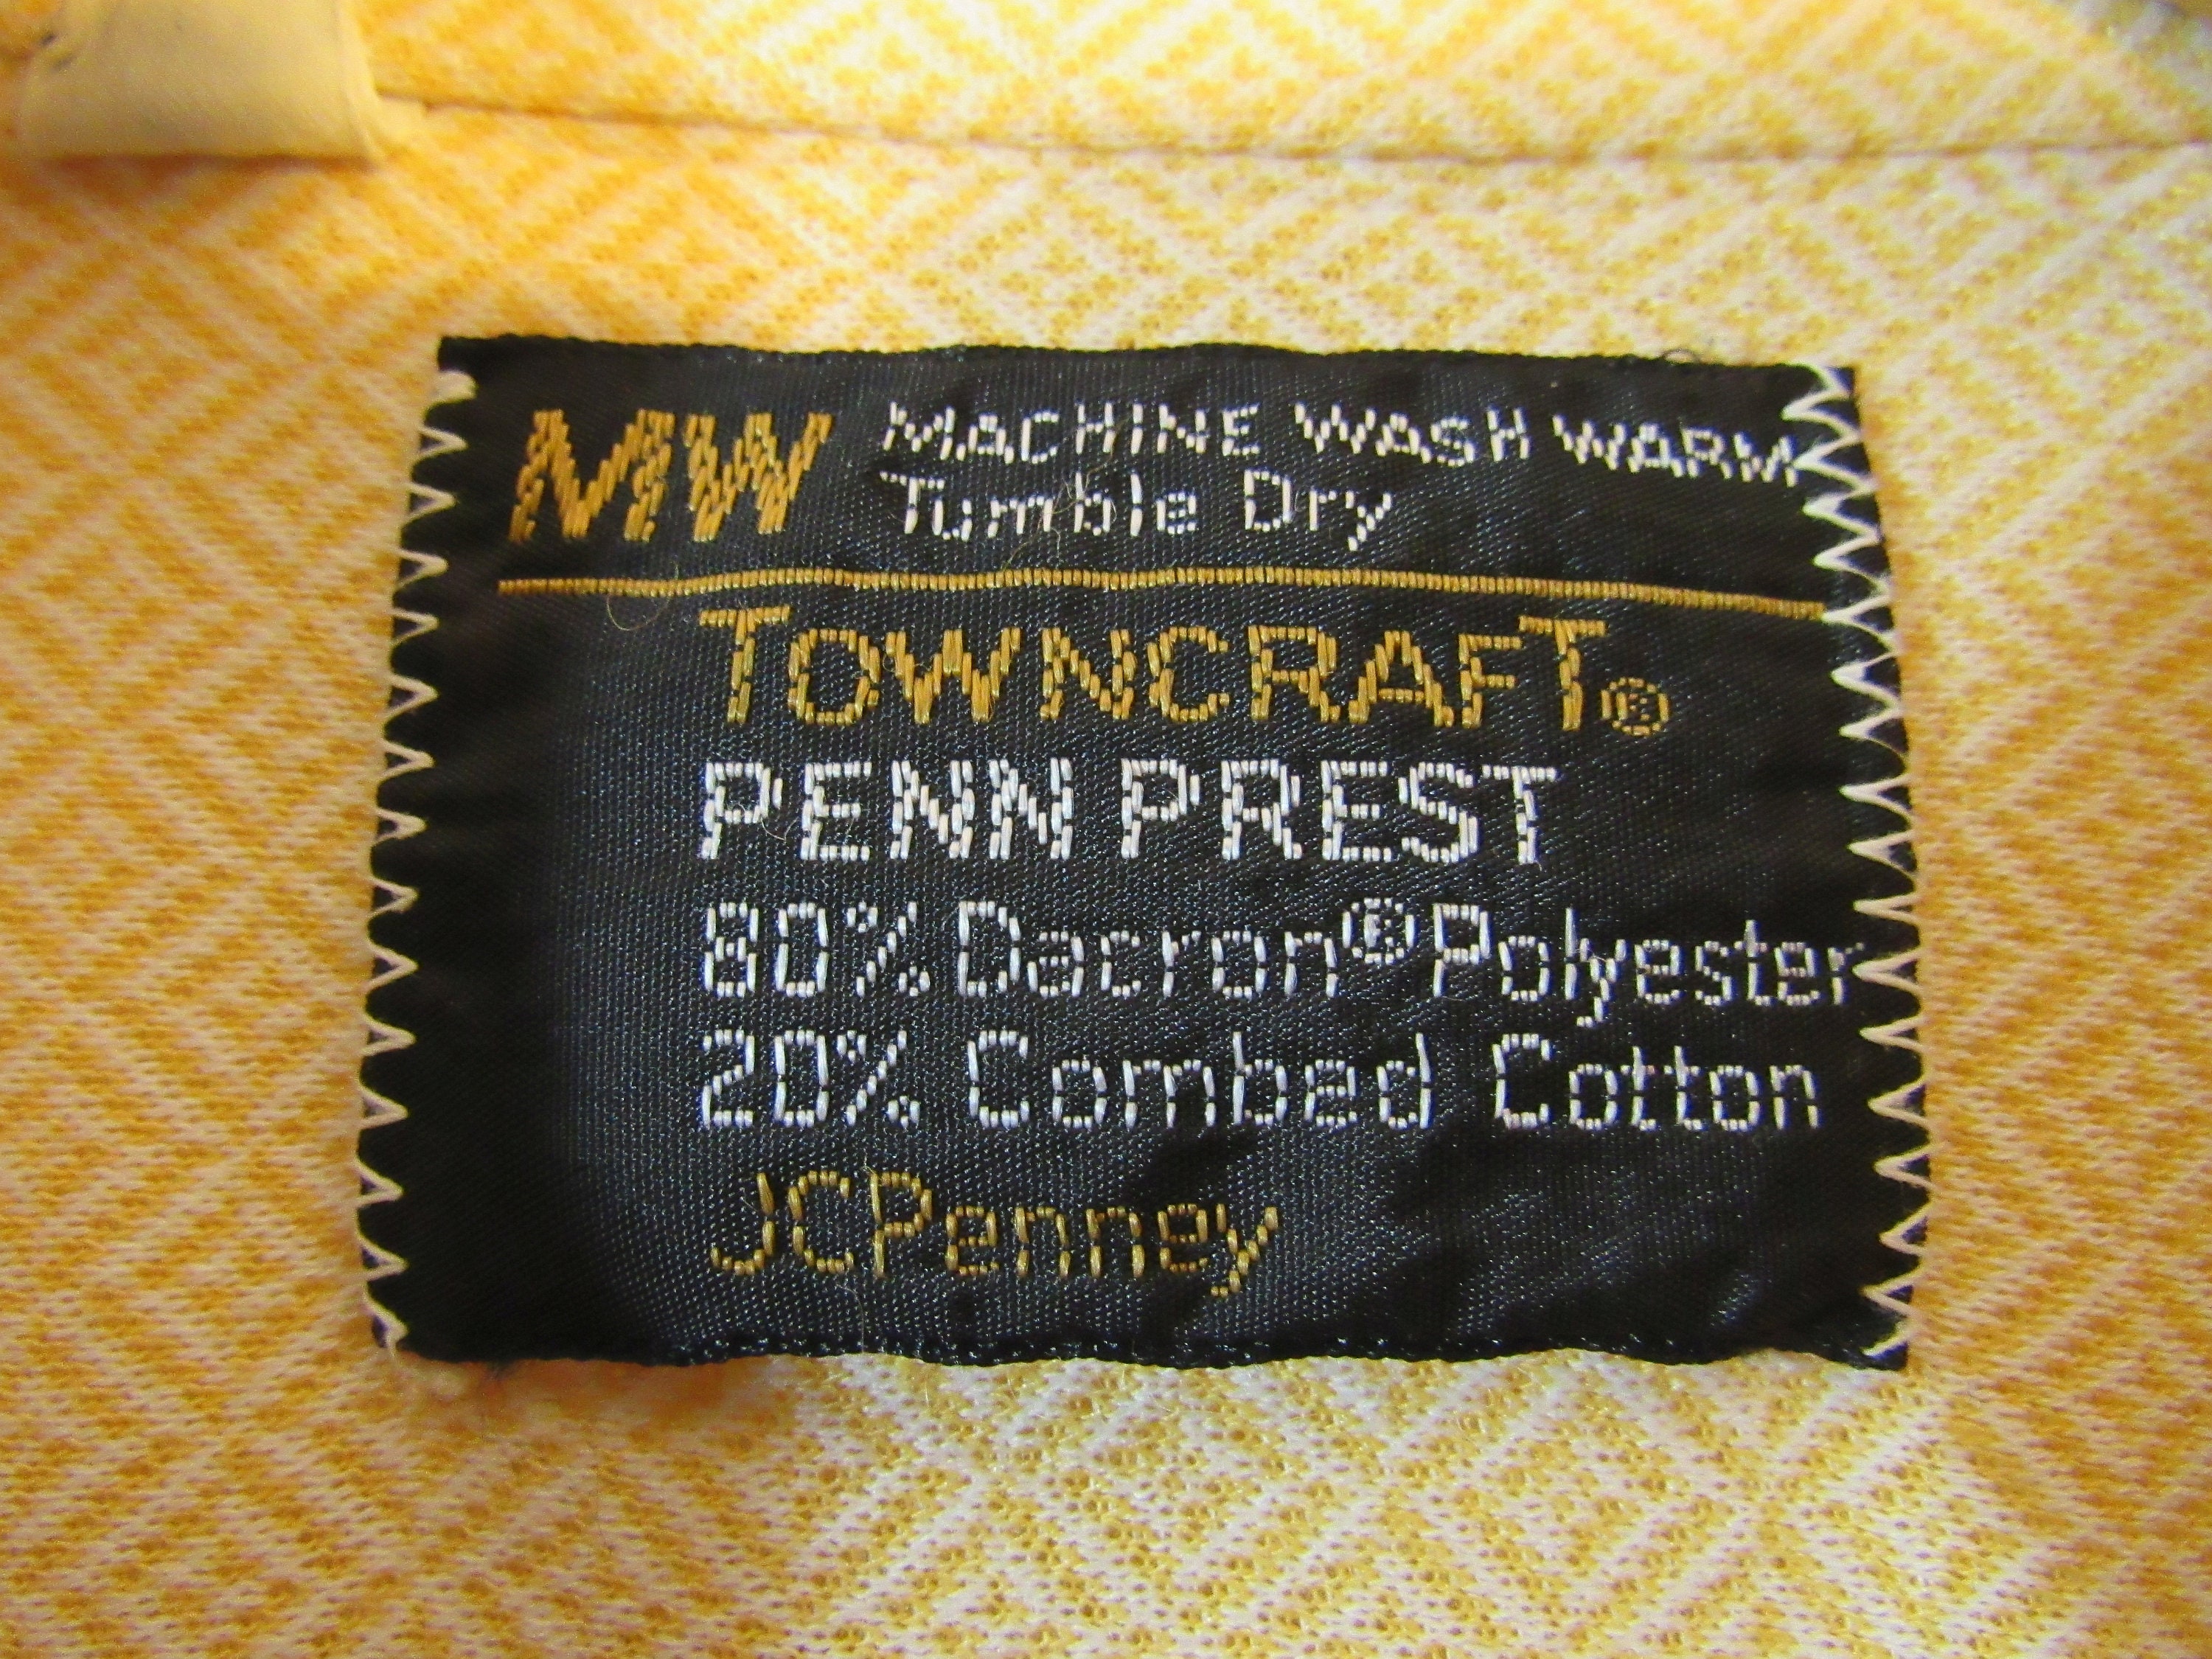 MW MACHINE WASH WARM
Tumble Dry
TOWNCRAFT®
PENN PREST
80% Dacron® Polyester
20% Combed Cotton
JCPenney